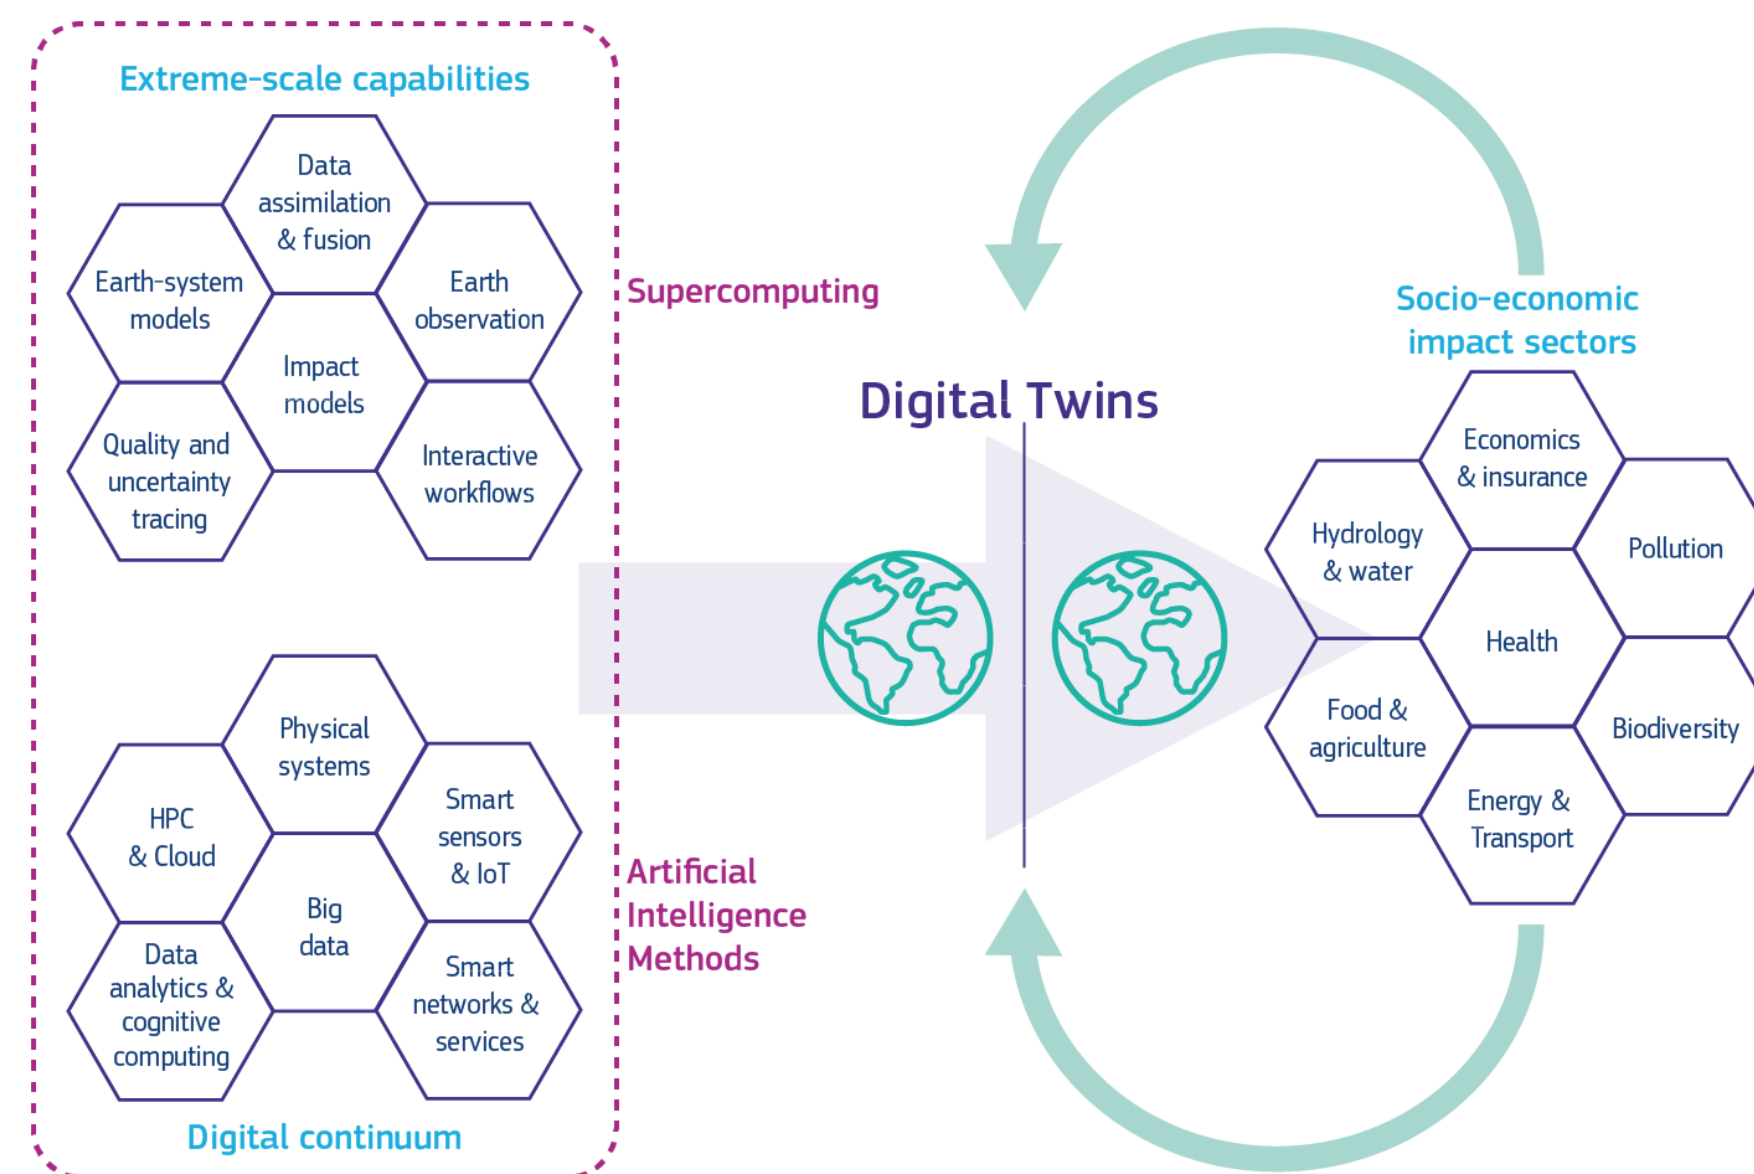 Extreme-scale capabilities
Data
assimilation
& fusion
Earth-system
models
Earth
observation
Impact
models
Quality and
uncertainty
tracing
Interactive
workflows
Physical
systems
HPC
& Cloud
Smart
sensors
& IoT
Big
data
Data
analytics &
cognitive
computing
Smart
networks &
services
Digital continuum
Supercomputing
Artificial
Intelligence
Methods
Digital Twins
Socio-economic
impact sectors
Economics
& insurance
Hydrology
& water
Pollution
Health
Food &
agriculture
Biodiversity
Energy &
Transport